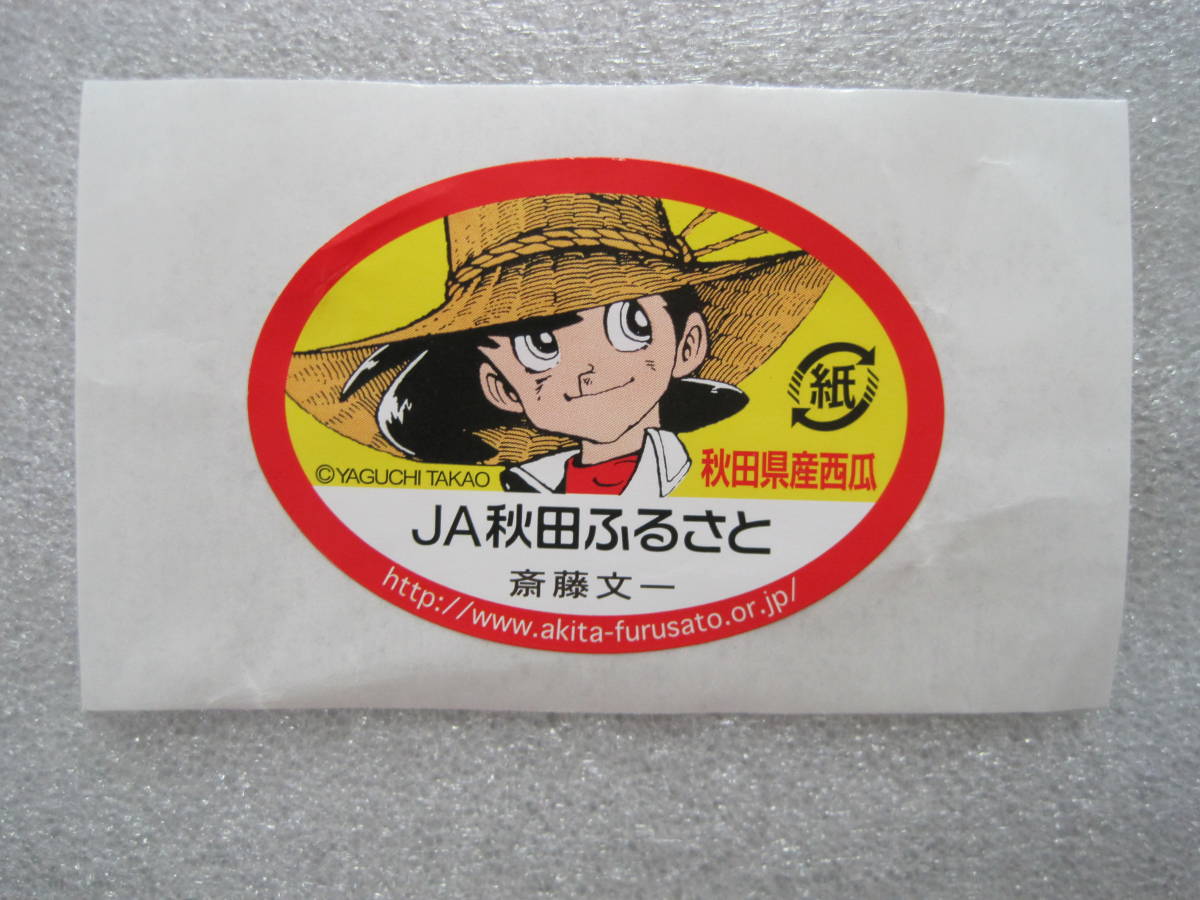 紙
秋田県産西瓜
©YAGUCHI TAKAO
JA秋田ふるさと
斎藤文一
http://www.akita-furusato.or.jp/